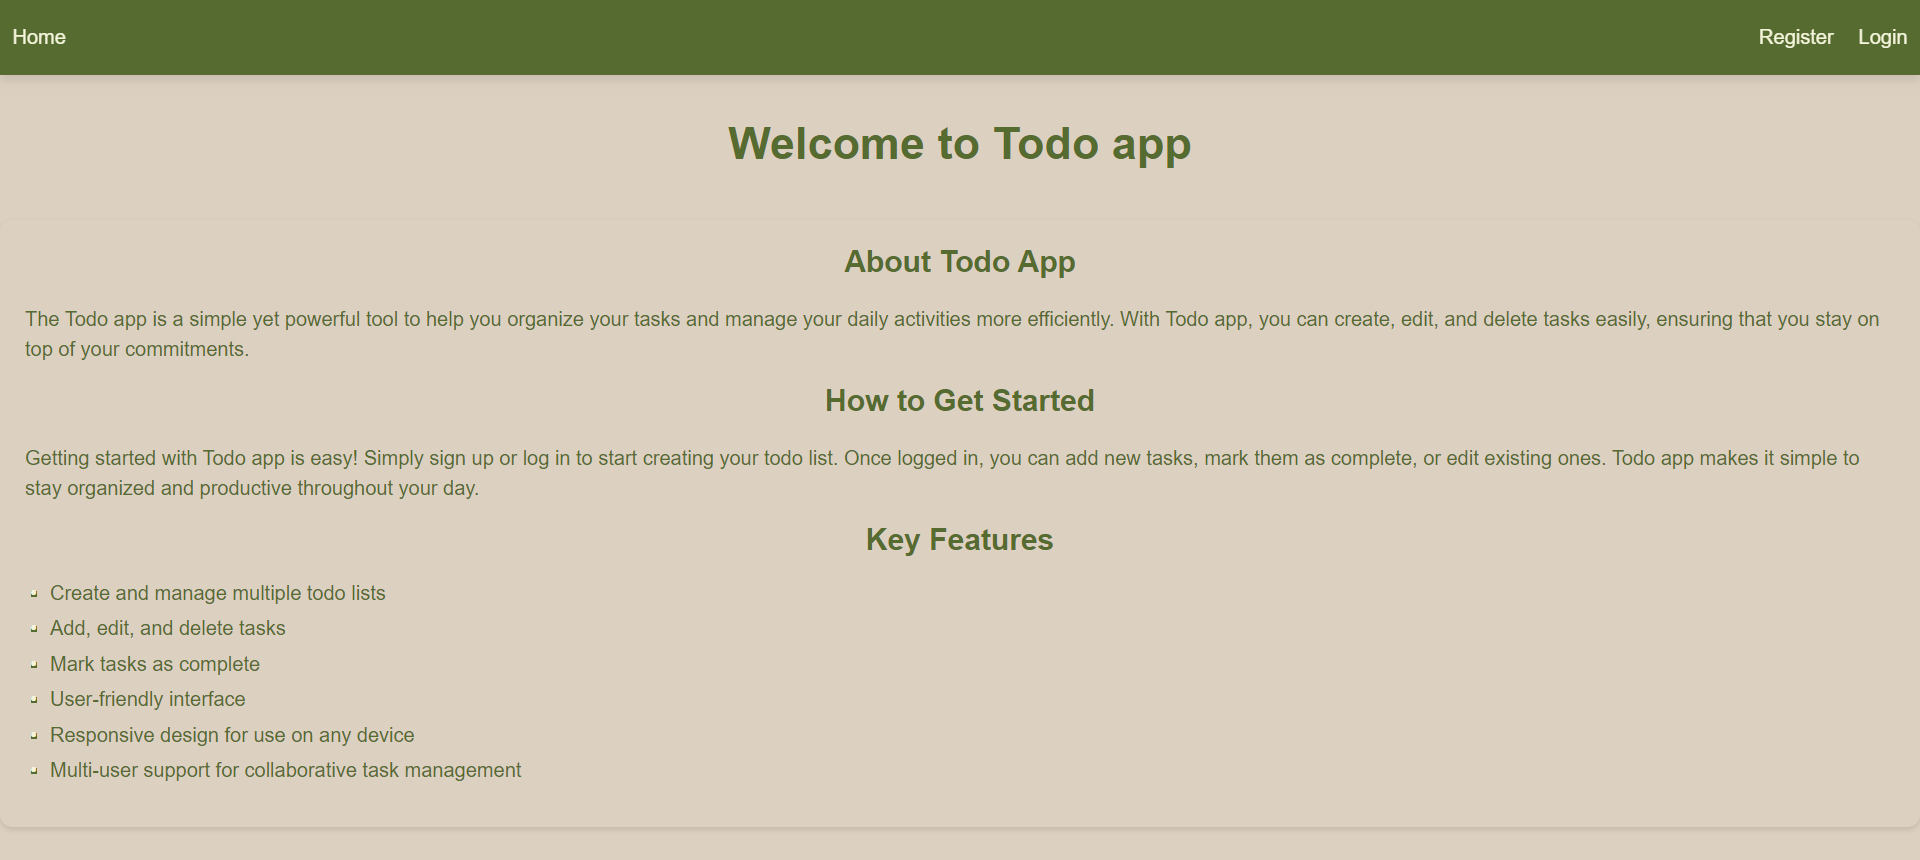 Home Register Login
Welcome to Todo app
About Todo App
The Todo app is a simple yet powerful tool to help you organize your tasks and manage your daily activities more efficiently. With Todo app, you can create, edit, and delete tasks easily, ensuring that you stay on
top of your commitments.
How to Get Started
Getting started with Todo app is easy! Simply sign up or log in to start creating your todo list. Once logged in, you can add new tasks, mark them as complete, or edit existing ones. Todo app makes it simple to
stay organized and productive throughout your day.
Key Features
Create and manage multiple todo lists
Add, edit, and delete tasks
Mark tasks as complete
User-friendly interface
Responsive design for use on any device
Multi-user support for collaborative task management